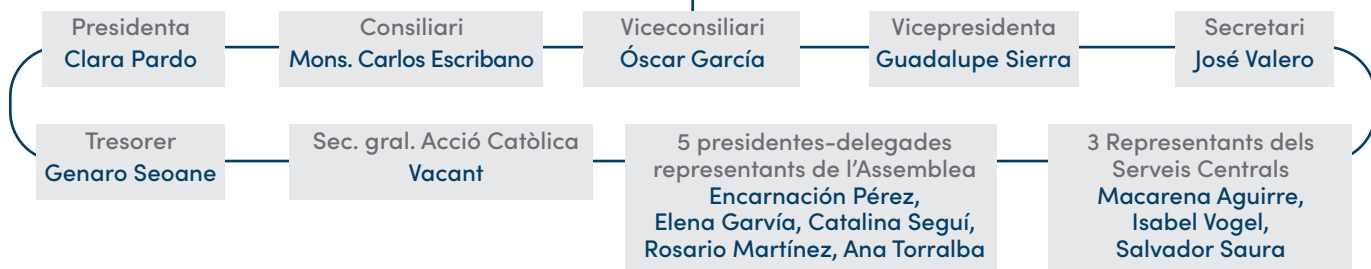 Presidenta
Clara Pardo
Consiliari
Mons. Carlos Escribano
Viceconsiliari
Óscar García
Vicepresidenta
Guadalupe Sierra
Secretari
José Valero
Tresorer
Genaro Seoane
Sec. gral. Acció Catòlica
Vacant
5 presidentes-delegades
representants de l’Assemblea
Encarnación Pérez,
Elena Garvía, Catalina Seguí,
Rosario Martínez, Ana Torralba
3 Representants dels
Serveis Centrals
Macarena Aguirre,
Isabel Vogel,
Salvador Saura